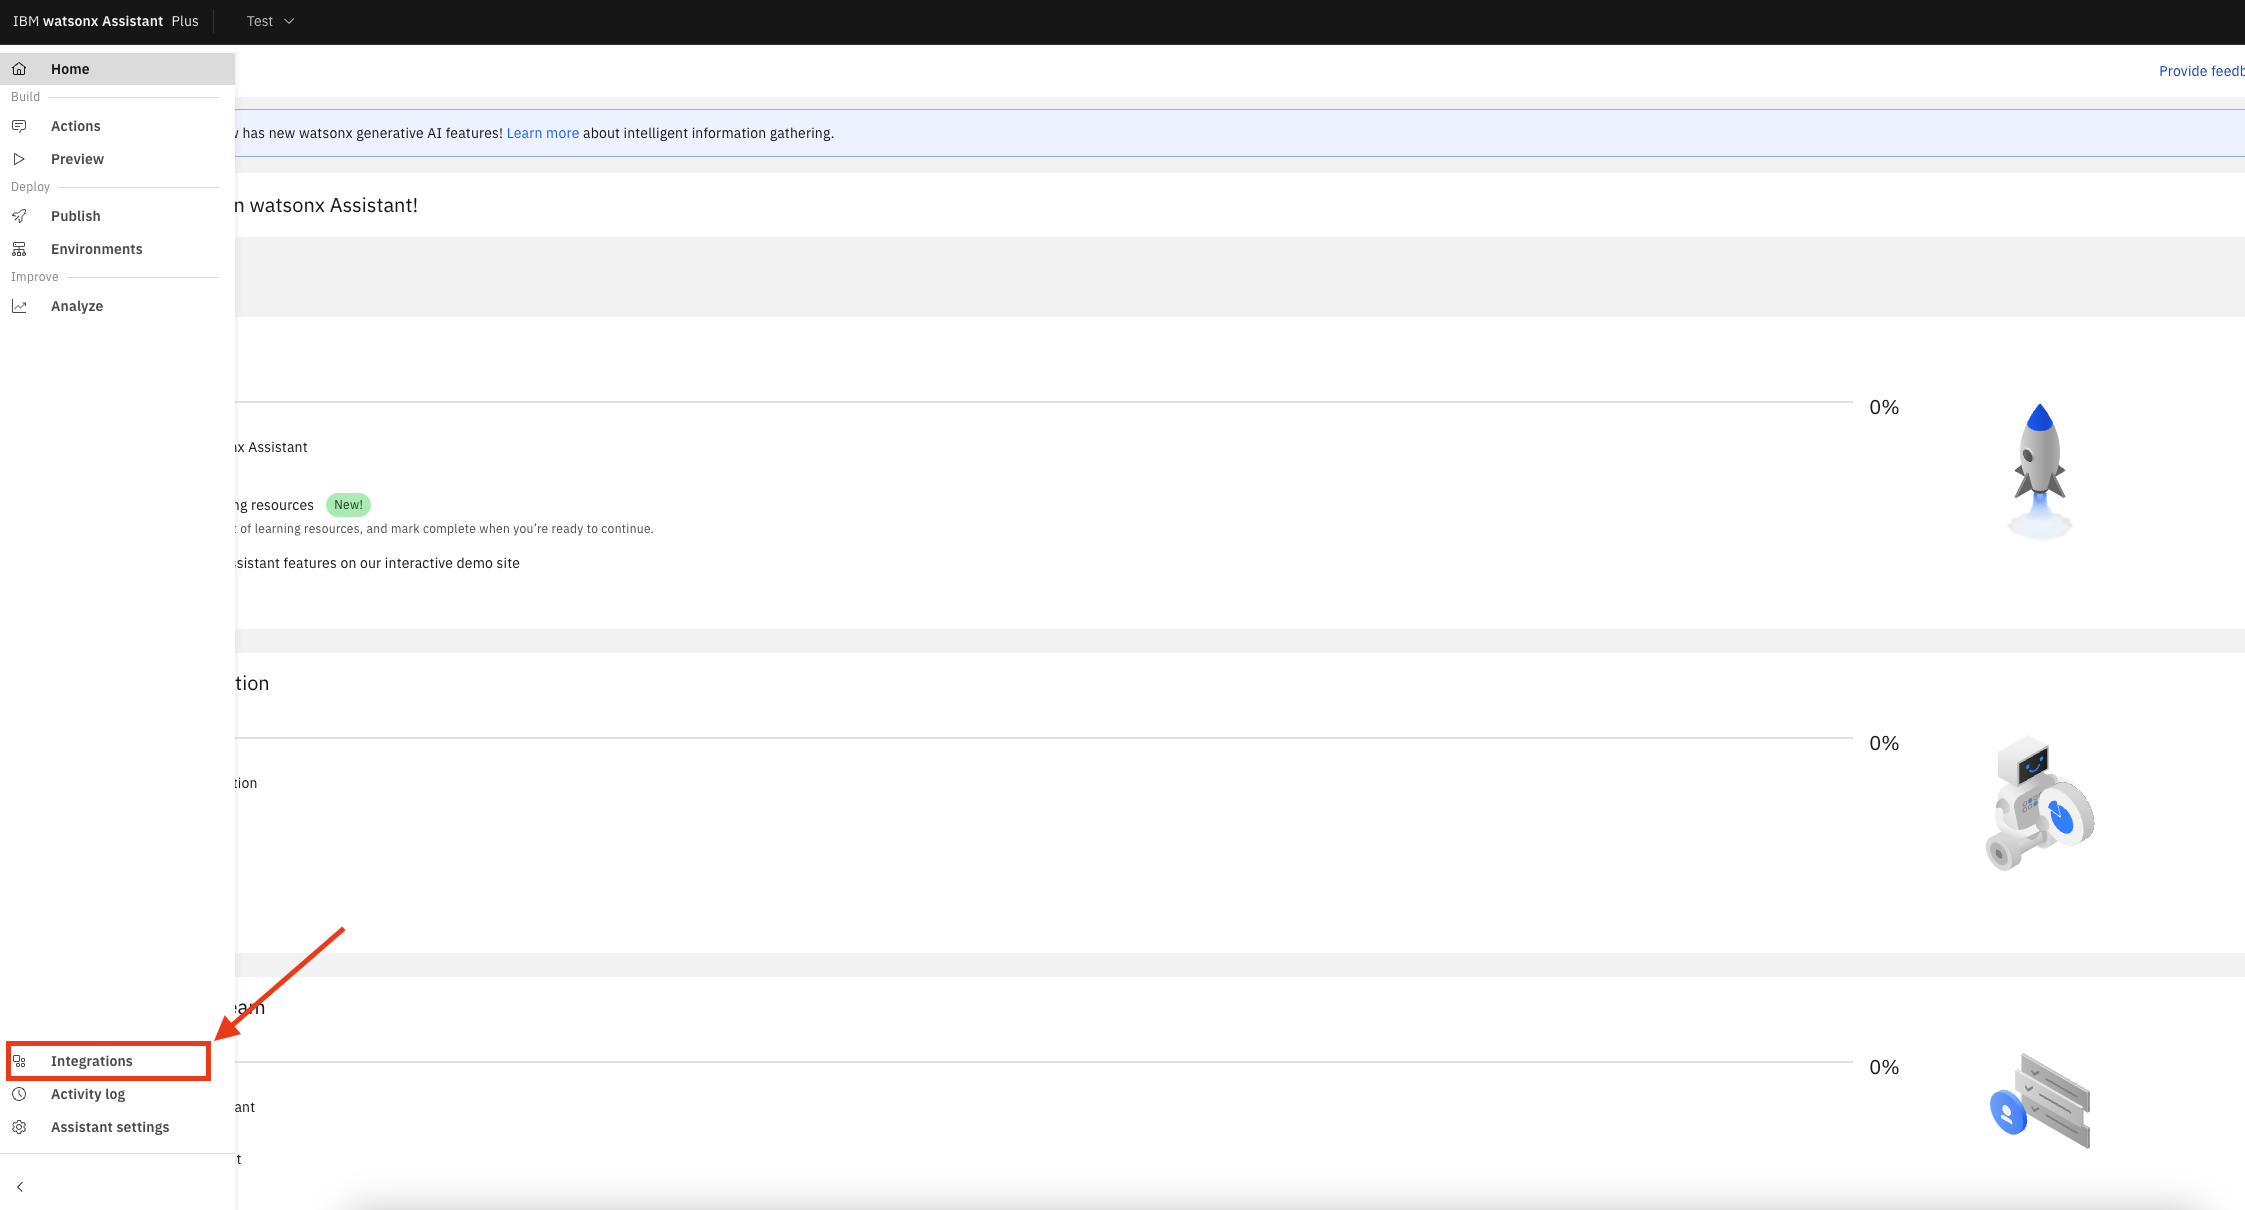 IBM watsonx Assistant Plus
Test
Home
Build
Actions
Preview
Deploy
Publish
Environments
Improve
Analyze
Integrations
Activity log
Assistant settings
Provide feedb
has new watsonx generative AI features! Learn more about intelligent information gathering.
n watsonx Assistant!
0%
nx Assistant
ng resources New!
of learning resources, and mark complete when you're ready to continue.
ssistant features on our interactive demo site
tion
0%
tion
eam
0%
ant
t